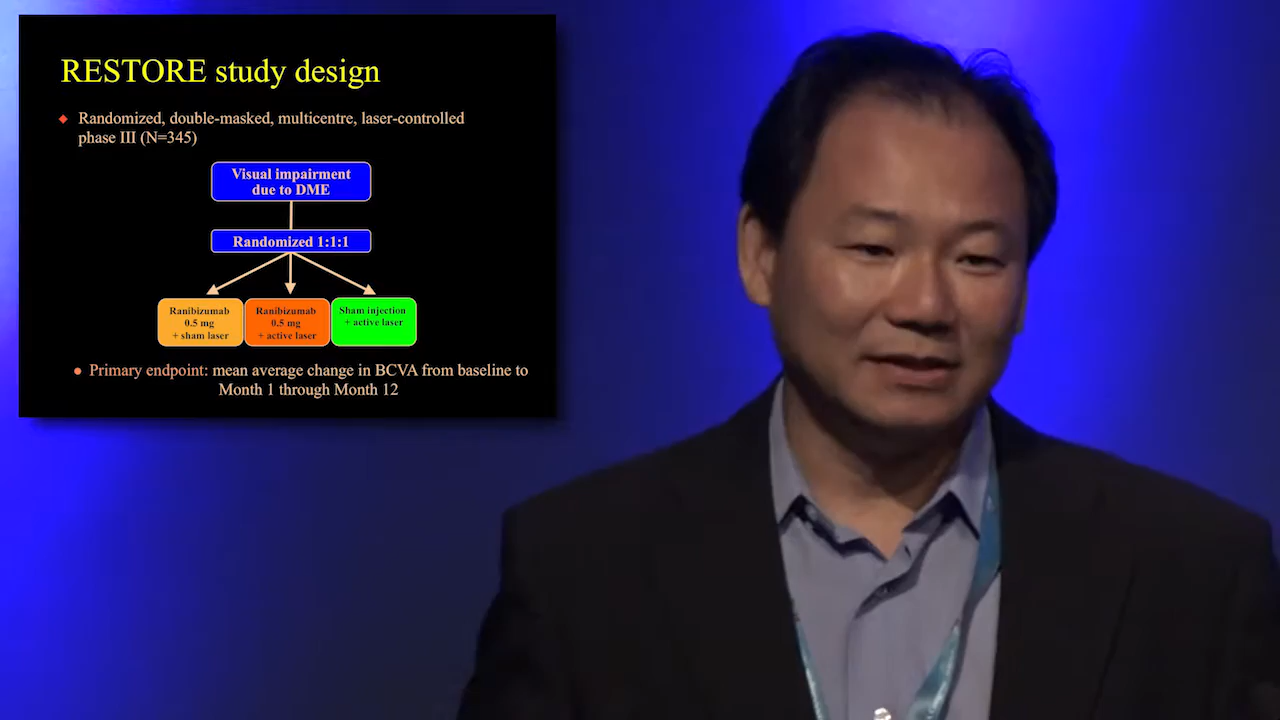 RESTORE study design
Randomized, double-masked, multicentre, laser-controlled
phase III (N=345)
Visual impairment
due to DME
Randomized 1:1:1
Ranibizumab
0.5 mg
+ sham laser
Ranibizumab
0.5 mg
+ active laser
Sham injection
+ active laser
Primary endpoint: mean average change in BCVA from baseline to
Month 1 through Month 12